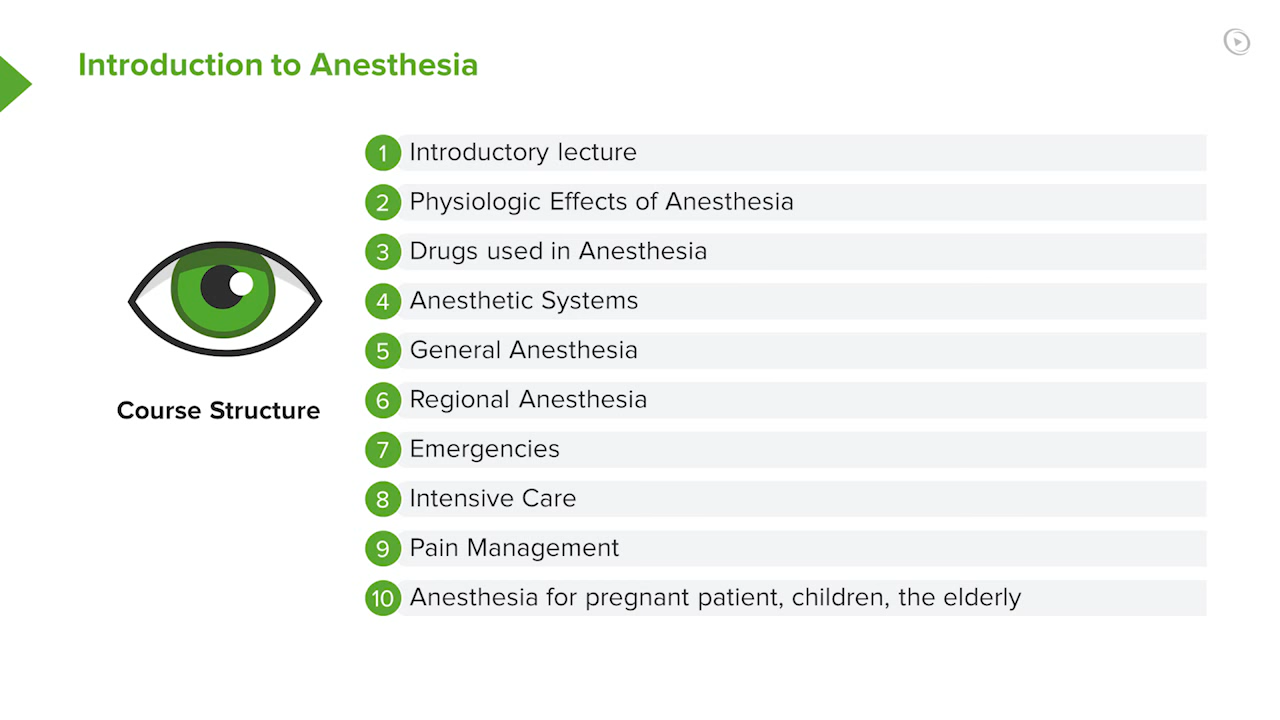 Introduction to Anesthesia
Course Structure
1 Introductory lecture
2 Physiologic Effects of Anesthesia
3 Drugs used in Anesthesia
4 Anesthetic Systems
5 General Anesthesia
6 Regional Anesthesia
7 Emergencies
8 Intensive Care
9 Pain Management
10 Anesthesia for pregnant patient, children, the elderly